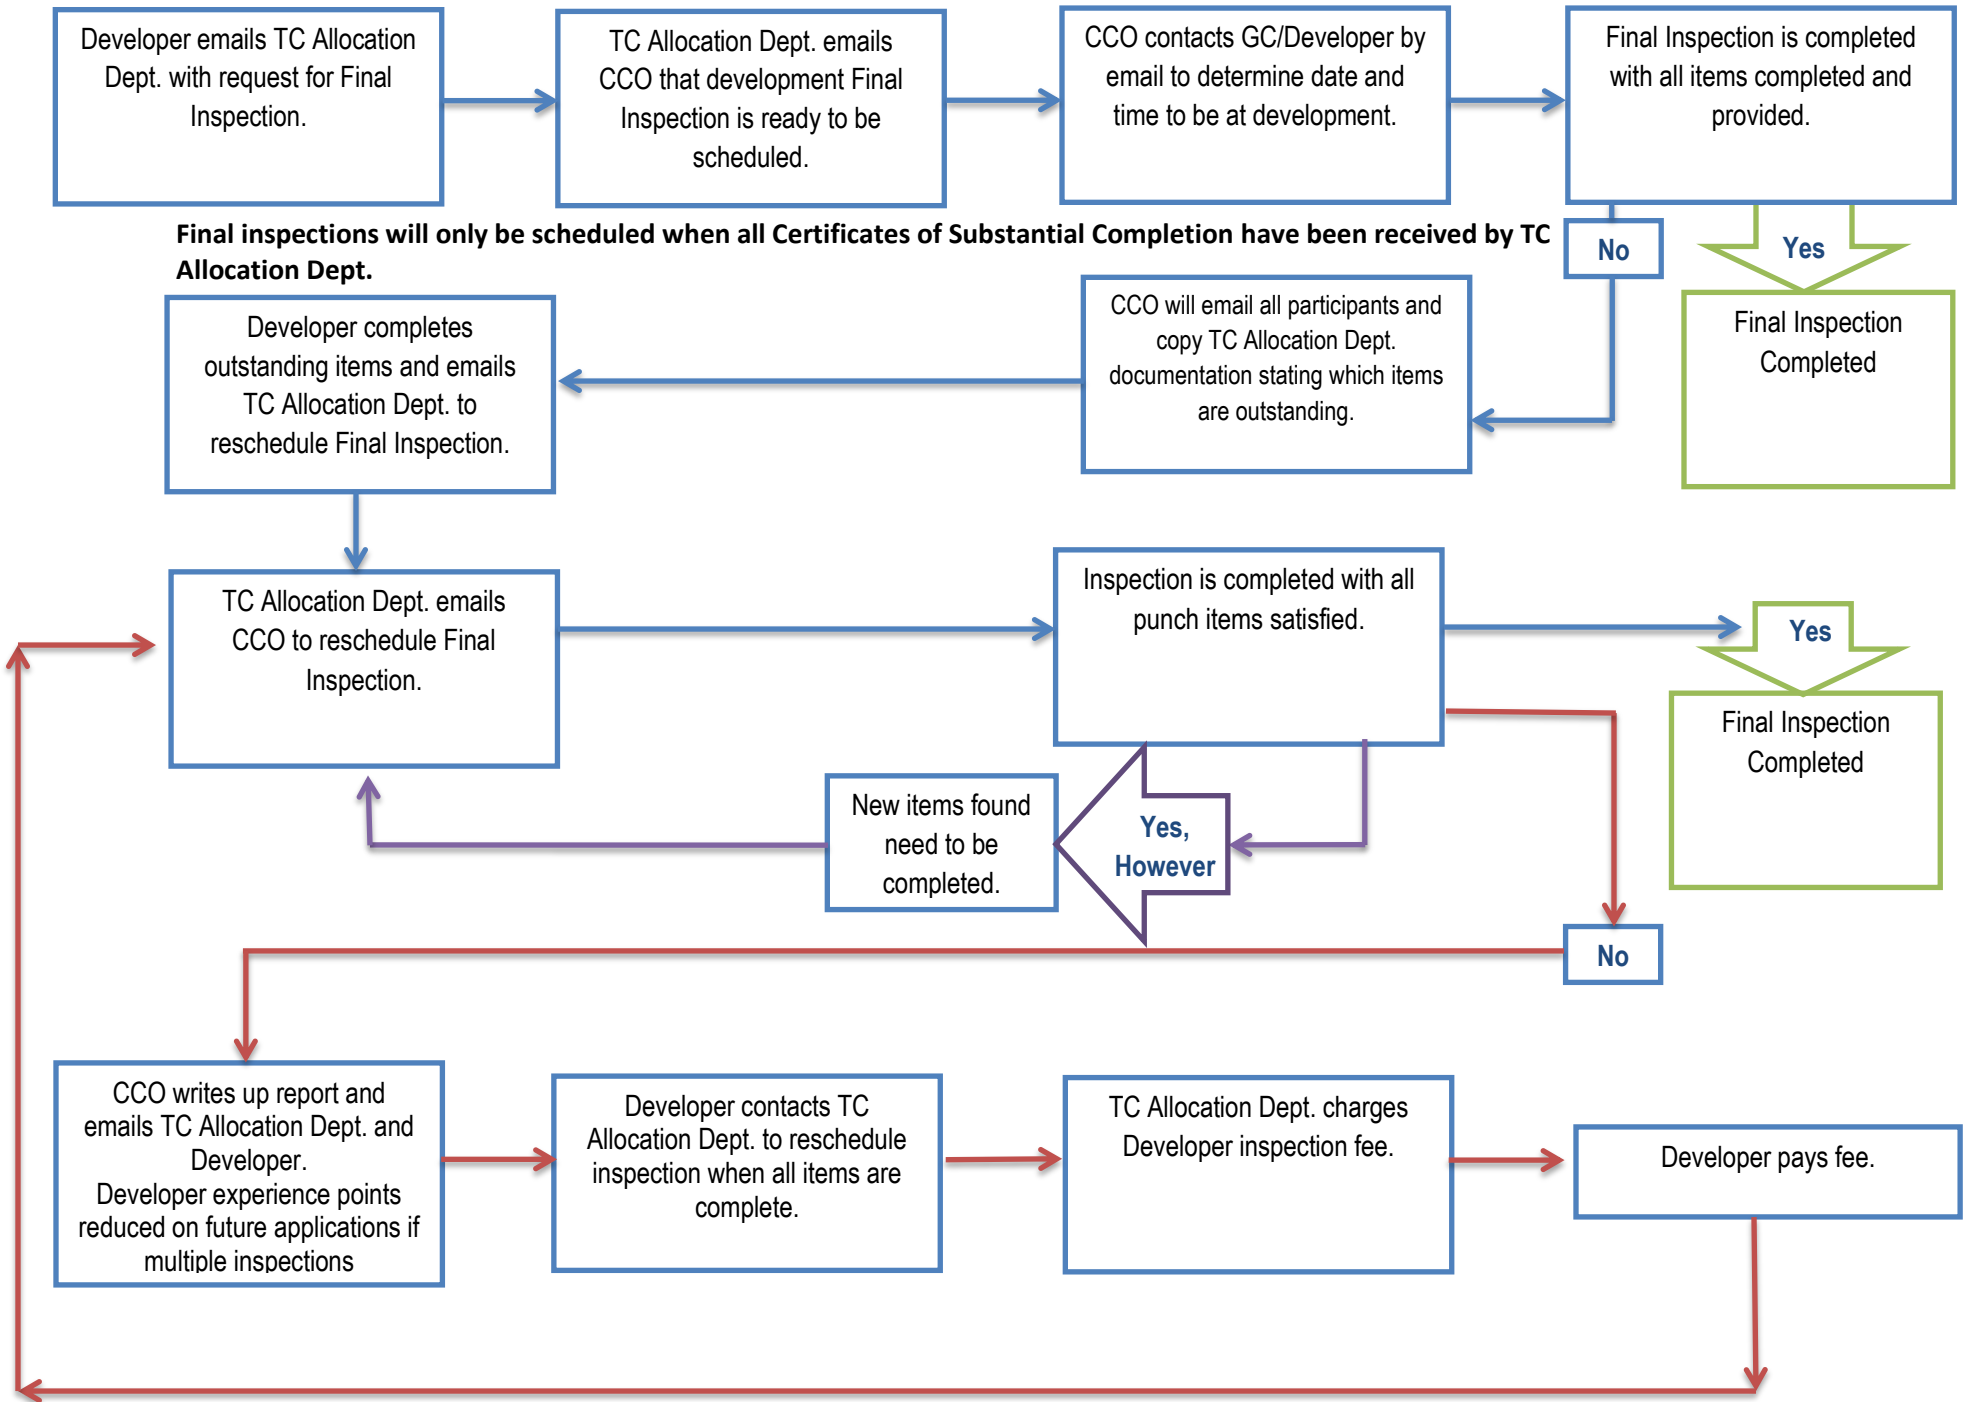 Developer emails TC Allocation
Dept. with request for Final
Inspection.
TC Allocation Dept. emails
CCO that development Final
Inspection is ready to be
scheduled.
CCO contacts GC/Developer by
email to determine date and
time to be at development.
Final Inspection is completed
with all items completed and
provided.
Final inspections will only be scheduled when all Certificates of Substantial Completion have been received by TC
Allocation Dept.
No
Yes
Final Inspection
Completed
CCO will email all participants and
copy TC Allocation Dept.
documentation stating which items
are outstanding.
Developer completes
outstanding items and emails
TC Allocation Dept. to
reschedule Final Inspection.
TC Allocation Dept. emails
CCO to reschedule Final
Inspection.
Inspection is completed with all
punch items satisfied.
Yes
Final Inspection
Completed
Yes,
However
New items found
need to be
completed.
No
CCO writes up report and
emails TC Allocation Dept. and
Developer.
Developer experience points
reduced on future applications if
multiple inspections
Developer contacts TC
Allocation Dept. to reschedule
inspection when all items are
complete.
TC Allocation Dept. charges
Developer inspection fee.
Developer pays fee.